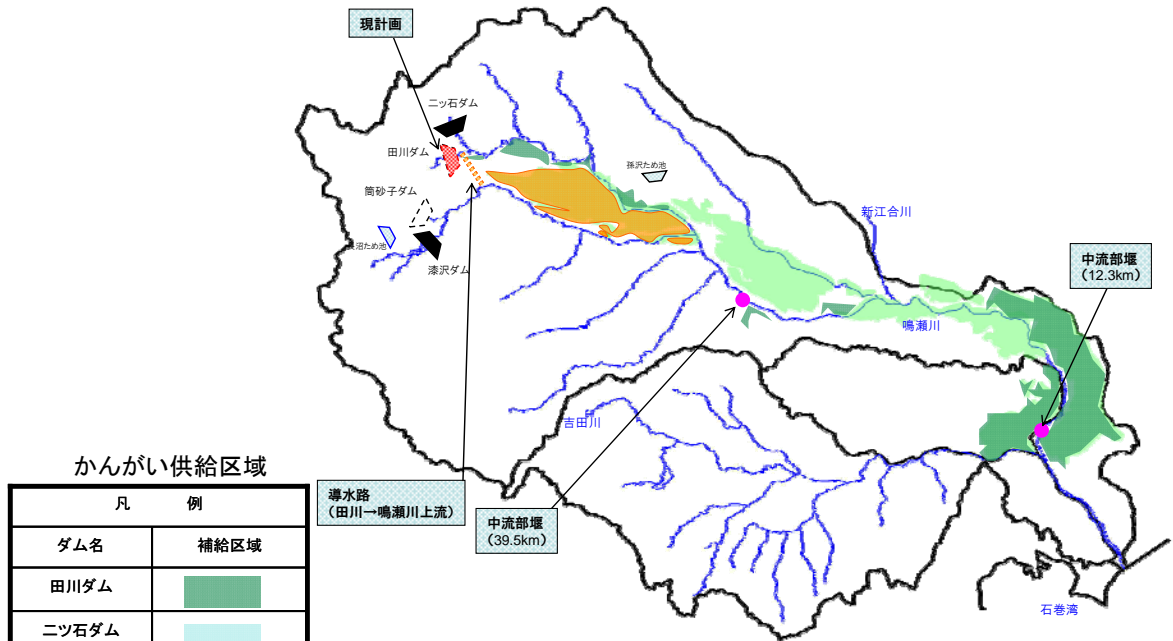 現計画
二ッ石ダム
田川ダム
孫沢ため池
筒砂子ダム
新江合川
沼ため池
漆沢ダム
中流部堰
(12.3km)
鳴瀬川
吉田川
かんがい供給区域
導水路
(田川→鳴瀬川上流)
中流部堰
(39.5km)
凡 例
ダム名 補給区域
田川ダム
二ツ石ダム
石巻湾